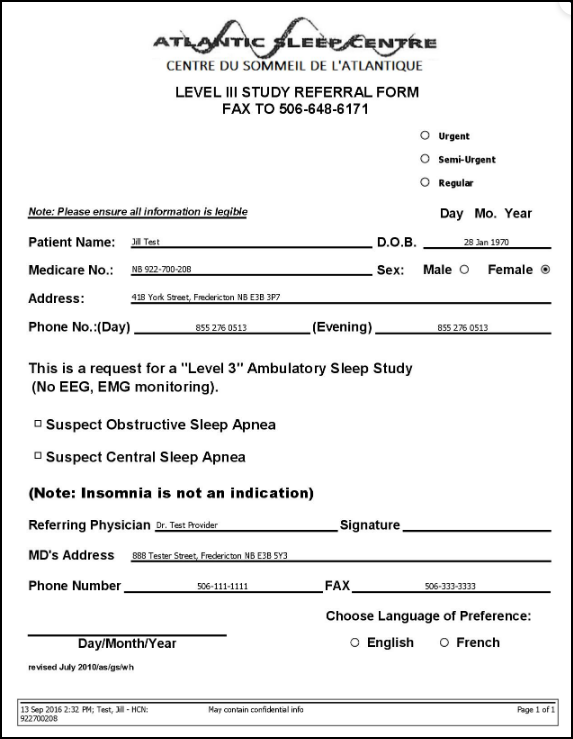 ATLANTIC SLEEP CENTRE
CENTRE DU SOMMEIL DE L'ATLANTIQUE
LEVEL III STUDY REFERRAL FORM
FAX TO 506-648-6171
Urgent
Semi-Urgent
Regular
Note: Please ensure all information is legible Day Mo. Year
Patient Name: Jill Test D.O.B. 28 Jan 1970
Medicare No.: NB 922-700-208 Sex: Male Female
Address: 418 York Street, Fredericton NB E3B 3P7
Phone No.:(Day) 855 276 0513 (Evening) 855 276 0513
This is a request for a "Level 3" Ambulatory Sleep Study
(No EEG, EMG monitoring).
Suspect Obstructive Sleep Apnea
Suspect Central Sleep Apnea
(Note: Insomnia is not an indication)
Referring Physician Dr. Test Provider Signature
MD's Address 888 Tester Street, Fredericton NB E3B 5Y3
Phone Number 506-111-1111 FAX 506-333-3333
Choose Language of Preference:
English French
Day/Month/Year
revised July 2010/as/gs/wh
13 Sep 2016 2:32 PM; Test, Jill - HCN: May contain confidential info Page 1 of 1
922700208